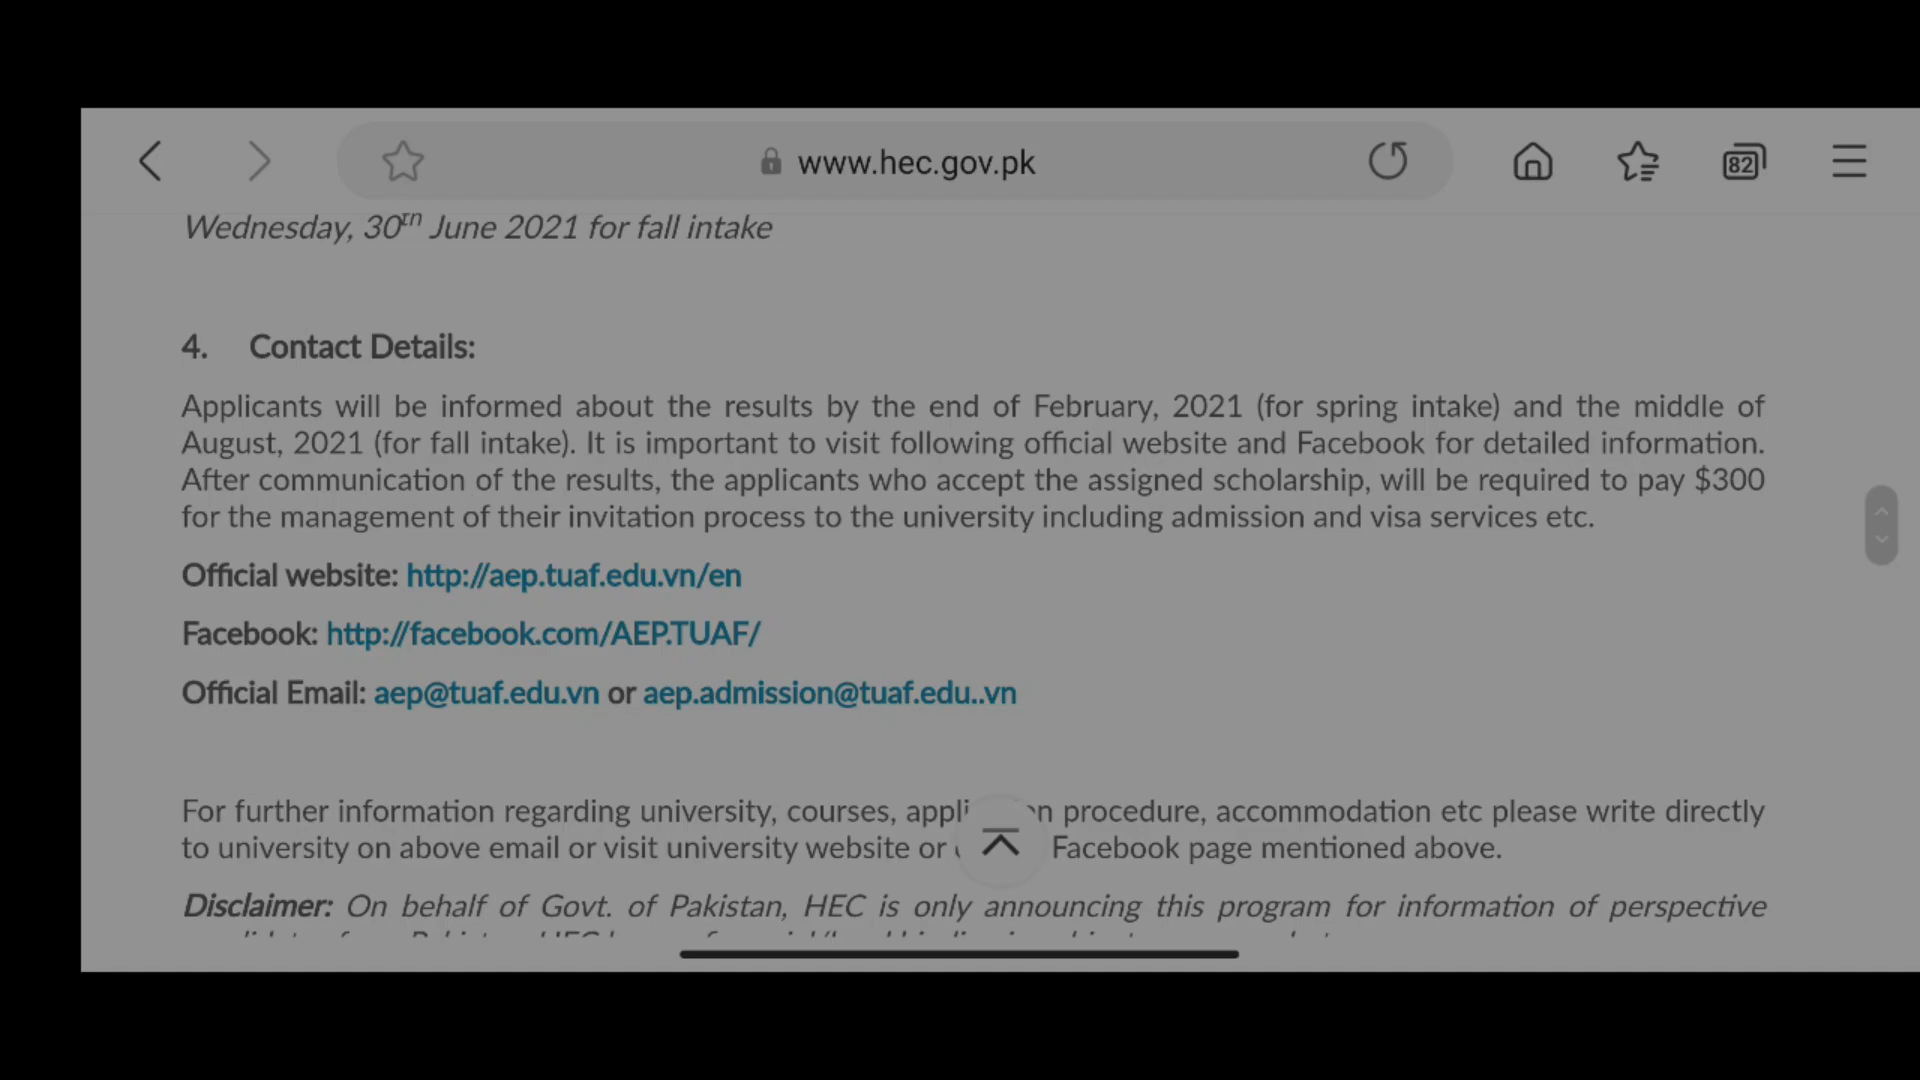 www.hec.gov.pk
82
Wednesday, 30th June 2021 for fall intake
4. Contact Details:
Applicants will be informed about the results by the end of February, 2021 (for spring intake) and the middle of
August, 2021 (for fall intake). It is important to visit following official website and Facebook for detailed information.
After communication of the results, the applicants who accept the assigned scholarship, will be required to pay $300
for the management of their invitation process to the university including admission and visa services etc.
Official website: http://aep.tuaf.edu.vn/en
Facebook: http://facebook.com/AEP.TUAF/
Official Email: aep@tuaf.edu.vn or aep.admission@tuaf.edu..vn
For further information regarding university, courses, procedure, accommodation etc please write directly
to university on above email or visit university website or Facebook page mentioned above.
Disclaimer: On behalf of Govt. of Pakistan, HEC is only announcing this program for information of perspective